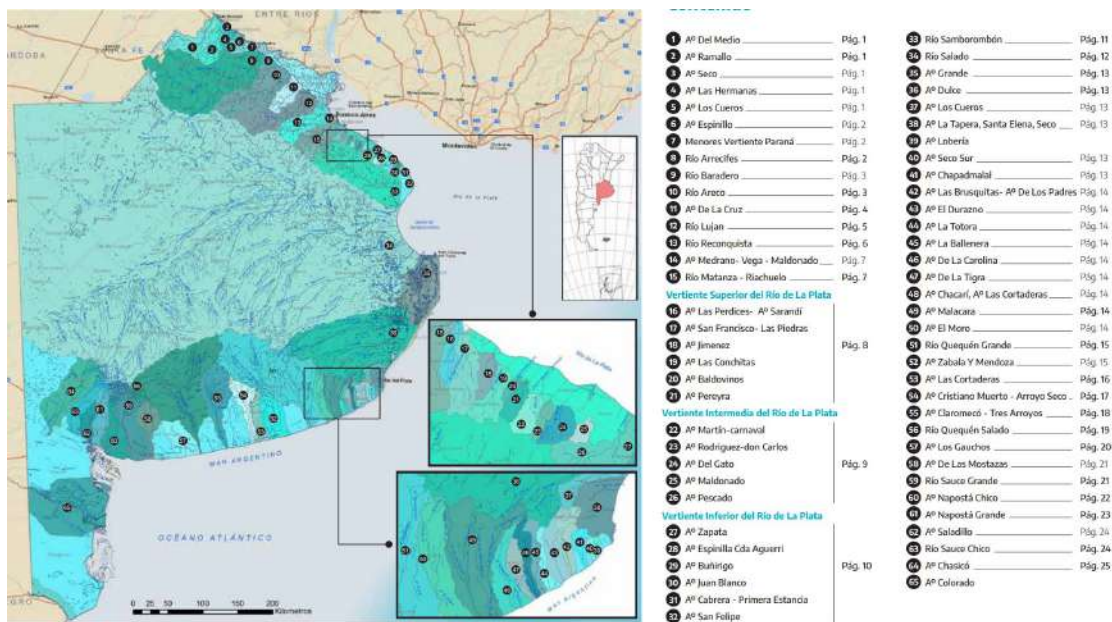 ENTRE RÍOS
Buenos Aires
Montevideo
RIO DE LA PLATA
Río de La Plata
MAR ARGENTINO
OCÉANO ATLÁNTICO
MAR ARGENTINO
0 25 50 100 150 200
Kilómetros
1 Aº Del Medio Pág. 1
2 Aº Ramallo Pág. 1
3 Aº Seco Pág. 1
4 Aº Las Hermanas Pág. 1
5 Aº Los Cueros Pág. 1
6 Aº Espinillo Pág. 2
7 Menores Vertiente Paraná Pág. 2
8 Río Arrecifes Pág. 2
9 Río Baradero Pág. 3
10 Río Areco Pág. 3
11 Aº De La Cruz Pág. 4
12 Río Lujan Pág. 5
13 Río Reconquista Pág. 6
14 Aº Medrano- Vega - Maldonado Pág. 7
15 Río Matanza - Riachuelo Pág. 7
Vertiente Superior del Río de La Plata
16 Aº Las Perdices- Aº Sarandí
17 Aº San Francisco- Las Piedras
18 Aº Jimenez Pág. 8
19 Aº Las Conchitas
20 Aº Baldovinos
21 Aº Pereyra
Vertiente Intermedia del Río de La Plata
22 Aº Martín-carnaval
23 Aº Rodriguez-don Carlos
24 Aº Del Gato Pág. 9
25 Aº Maldonado
26 Aº Pescado
Vertiente Inferior del Río de La Plata
27 Aº Zapata
28 Aº Espinilla Cda Aguerri
29 Aº Buñirigo Pág. 10
30 Aº Juan Blanco
31 Aº Cabrera - Primera Estancia
32 Aº San Felipe
33 Río Samborombón Pág. 11
34 Río Salado Pág. 12
35 Aº Grande Pág. 13
36 Aº Dulce Pág. 13
37 Aº Los Cueros Pág. 13
38 Aº La Tapera, Santa Elena, Seco Pág. 13
39 Aº Lobería
40 Aº Seco Sur Pág. 13
41 Aº Chapadmalal Pág. 13
42 Aº Las Brusquitas- Aº De Los Padres Pág. 14
43 Aº El Durazno Pág. 14
44 Aº La Totora Pág. 14
45 Aº La Ballenera Pág. 14
46 Aº De La Carolina Pág. 14
47 Aº De La Tigra Pág. 14
48 Aº Chacarí, Aº Las Cortaderas Pág. 14
49 Aº Malacara Pág. 14
50 Aº El Moro Pág. 14
51 Río Quequén Grande Pág. 15
52 Aº Zabala Y Mendoza Pág. 15
53 Aº Las Cortaderas Pág. 16
54 Aº Cristiano Muerto - Arroyo Seco Pág. 17
55 Aº Claromecó - Tres Arroyos Pág. 18
56 Río Quequén Salado Pág. 19
57 Aº Los Gauchos Pág. 20
58 Aº De Las Mostazas Pág. 21
59 Río Sauce Grande Pág. 21
60 Aº Napostá Chico Pág. 22
61 Aº Napostá Grande Pág. 23
62 Aº Saladillo Pág. 24
63 Río Sauce Chico Pág. 24
64 Aº Chasicó Pág. 25
65 Aº Colorado